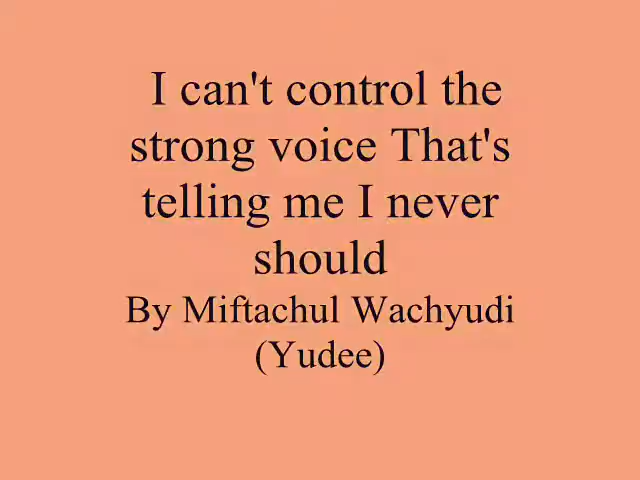 I can't control the
strong voice That's
telling me I never
should
By Miftachul Wachyudi
(Yudee)